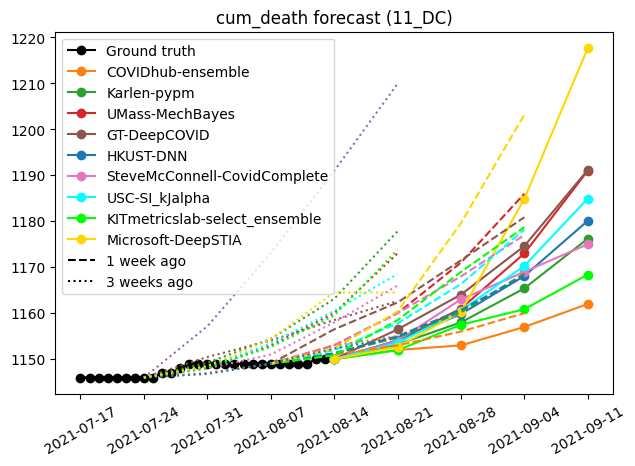 cum_death forecast (11_DC)
1220
1210
1200
1190
1180
1170
1160
1150
Ground truth
COVIDhub-ensemble
Karlen-pypm
UMass-MechBayes
GT-DeepCOVID
HKUST-DNN
SteveMcConnell-CovidComplete
USC-SI_kJalpha
KITmetricslab-select_ensemble
Microsoft-DeepSTIA
1 week ago
3 weeks ago
2021-07-17
2021-07-24
2021-07-31
2021-08-07
2021-08-14
2021-08-21
2021-08-28
2021-09-04
2021-09-11